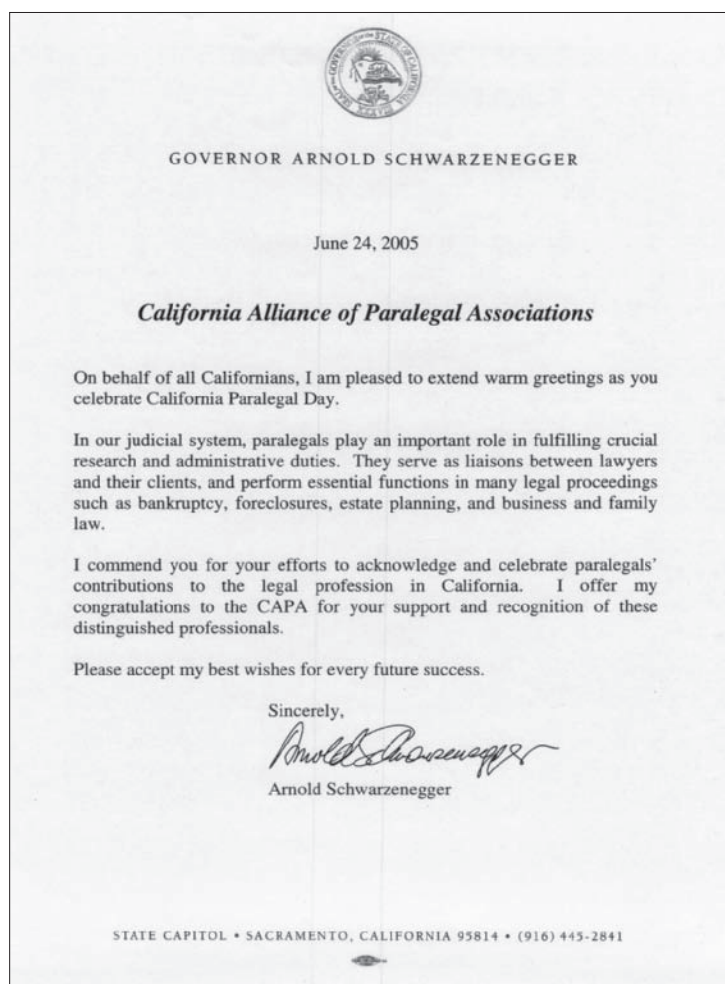 GOVERNOR ARNOLD SCHWARZENEGGER
June 24, 2005
California Alliance of Paralegal Associations
On behalf of all Californians, I am pleased to extend warm greetings as you
celebrate California Paralegal Day.
In our judicial system, paralegals play an important role in fulfilling crucial
research and administrative duties. They serve as liaisons between lawyers
and their clients, and perform essential functions in many legal proceedings
such as bankruptcy, foreclosures, estate planning, and business and family
law.
I commend you for your efforts to acknowledge and celebrate paralegals'
contributions to the legal profession in California. I offer my
congratulations to the CAPA for your support and recognition of these
distinguished professionals.
Please accept my best wishes for every future success.
Sincerely,
Arnold Schwarzenegger
Arnold Schwarzenegger
STATE CAPITOL • SACRAMENTO, CALIFORNIA 95814 • (916) 445-2841